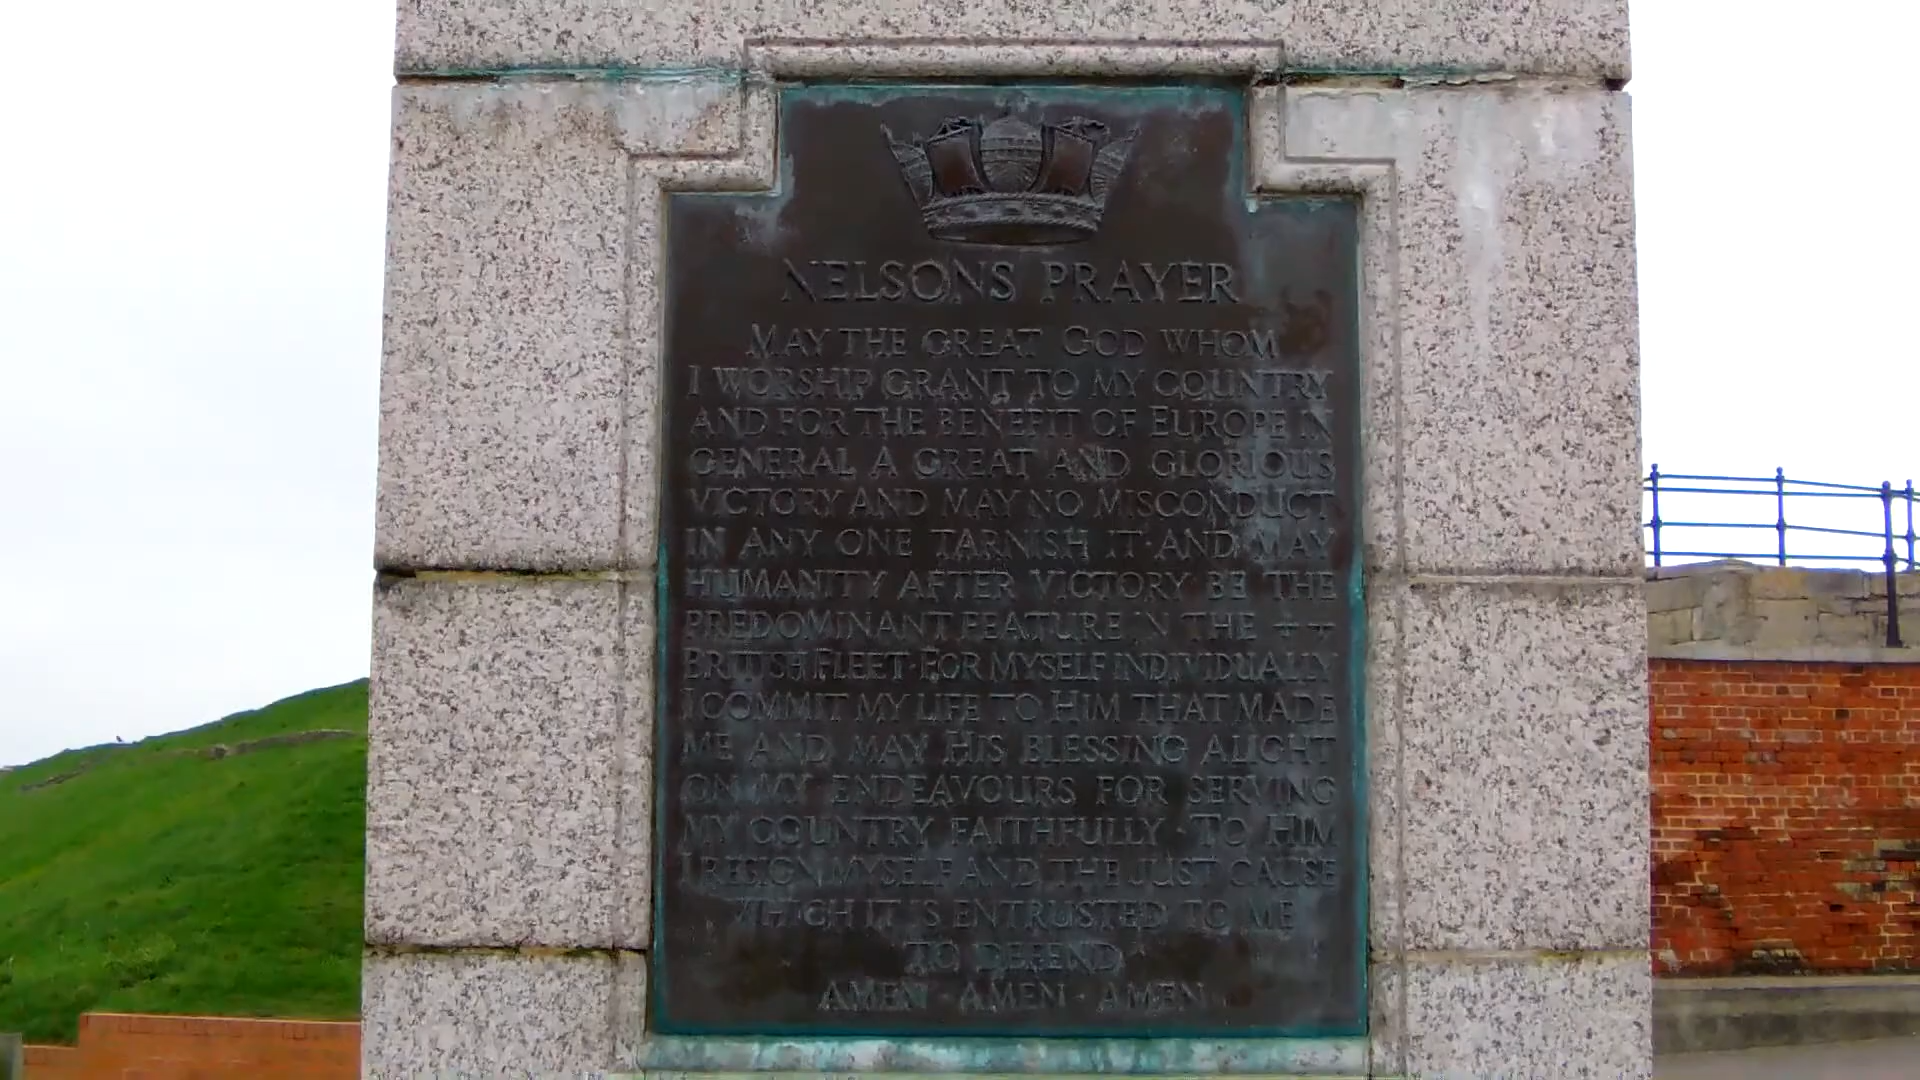 NELSONS PRAYER
MAY THE GREAT GOD WHOM
I WORSHIP GRANT TO MY COUNTRY
AND FOR THE BENEFIT OF EUROPE IN
GENERAL A GREAT AND GLORIOUS
VICTORY AND MAY NO MISCONDUCT
IN ANY ONE TARNISH IT · AND MAY
HUMANITY AFTER VICTORY BE THE
PREDOMINANT FEATURE IN THE + +
BRITISH FLEET · FOR MYSELF INDIVIDUALLY
I COMMIT MY LIFE TO HIM THAT MADE
ME AND MAY HIS BLESSING ALIGHT
ON MY ENDEAVOURS FOR SERVING
MY COUNTRY FAITHFULLY · TO HIM
I RESIGN MYSELF AND THE JUST CAUSE
WHICH IT IS ENTRUSTED TO ME
TO DEFEND
AMEN · AMEN · AMEN